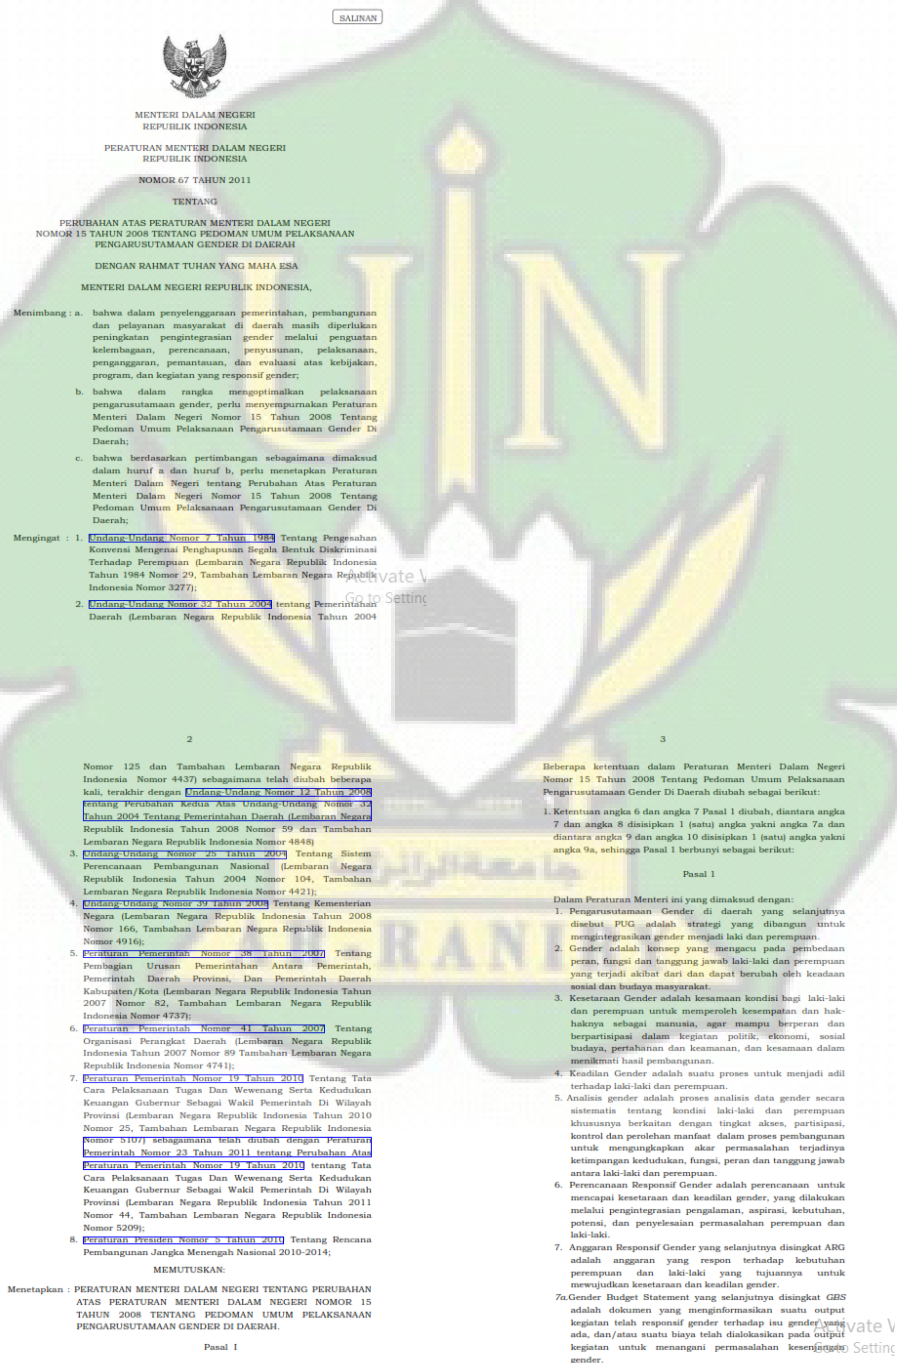 SALINAN
MENTERI DALAM NEGERI
REPUBLIK INDONESIA
PERATURAN MENTERI DALAM NEGERI
REPUBLIK INDONESIA
NOMOR 67 TAHUN 2011
TENTANG
PERUBAHAN ATAS PERATURAN MENTERI DALAM NEGERI
NOMOR 15 TAHUN 2008 TENTANG PEDOMAN UMUM PELAKSANAAN
PENGARUSUTAMAAN GENDER DI DAERAH
DENGAN RAHMAT TUHAN YANG MAHA ESA
MENTERI DALAM NEGERI REPUBLIK INDONESIA,
Menimbang : a. bahwa dalam penyelenggaraan pemerintahan, pembangunan
dan pelayanan masyarakat di daerah masih diperlukan
peningkatan pengintegrasian gender melalui penguatan
kelembagaan, perencanaan, penyusunan, pelaksanaan,
penganggaran, pemantauan, dan evaluasi atas kebijakan,
program, dan kegiatan yang responsif gender;
b. bahwa dalam rangka mengoptimalkan pelaksanaan
pengarusutamaan gender, perlu menyempurnakan Peraturan
Menteri Dalam Negeri Nomor 15 Tahun 2008 Tentang
Pedoman Umum Pelaksanaan Pengarusutamaan Gender Di
Daerah;
c. bahwa berdasarkan pertimbangan sebagaimana dimaksud
dalam huruf a dan huruf b, perlu menetapkan Peraturan
Menteri Dalam Negeri tentang Perubahan Atas Peraturan
Menteri Dalam Negeri Nomor 15 Tahun 2008 Tentang
Pedoman Umum Pelaksanaan Pengarusutamaan Gender Di
Daerah;
Mengingat : 1. Undang-Undang Nomor 7 Tahun 1984 Tentang Pengesahan
Konvensi Mengenai Penghapusan Segala Bentuk Diskriminasi
Terhadap Perempuan (Lembaran Negara Republik Indonesia
Tahun 1984 Nomor 29, Tambahan Lembaran Negara Republik
Indonesia Nomor 3277);
2. Undang-Undang Nomor 32 Tahun 2004 tentang Pemerintahan
Daerah (Lembaran Negara Republik Indonesia Tahun 2004
UIN
Activate
Go to Setting
2
Nomor 125 dan Tambahan Lembaran Negara Republik
Indonesia Nomor 4437) sebagaimana telah diubah beberapa
kali, terakhir dengan Undang-Undang Nomor 12 Tahun 2008
tentang Perubahan Kedua Atas Undang-Undang Nomor 32
Tahun 2004 Tentang Pemerintahan Daerah (Lembaran Negara
Republik Indonesia Tahun 2008 Nomor 59 dan Tambahan
Lembaran Negara Republik Indonesia Nomor 4848)
3. Undang-Undang Nomor 25 Tahun 2004 Tentang Sistem
Perencanaan Pembangunan Nasional (Lembaran Negara
Republik Indonesia Tahun 2004 Nomor 104, Tambahan
Lembaran Negara Republik Indonesia Nomor 4421);
4. Undang-Undang Nomor 39 Tahun 2008 Tentang Kementerian
Negara (Lembaran Negara Republik Indonesia Tahun 2008
Nomor 166, Tambahan Lembaran Negara Republik Indonesia
Nomor 4916);
5. Peraturan Pemerintah Nomor 38 Tahun 2007 Tentang
Pembagian Urusan Pemerintahan Antara Pemerintah,
Pemerintah Daerah Provinsi, Dan Pemerintah Daerah
Kabupaten/Kota (Lembaran Negara Republik Indonesia Tahun
2007 Nomor 82, Tambahan Lembaran Negara Republik
Indonesia Nomor 4737);
6. Peraturan Pemerintah Nomor 41 Tahun 2007 Tentang
Organisasi Perangkat Daerah (Lembaran Negara Republik
Indonesia Tahun 2007 Nomor 89 Tambahan Lembaran Negara
Republik Indonesia Nomor 4741);
7. Peraturan Pemerintah Nomor 19 Tahun 2010 Tentang Tata
Cara Pelaksanaan Tugas Dan Wewenang Serta Kedudukan
Keuangan Gubernur Sebagai Wakil Pemerintah Di Wilayah
Provinsi (Lembaran Negara Republik Indonesia Tahun 2010
Nomor 25, Tambahan Lembaran Negara Republik Indonesia
Nomor 5107) sebagaimana telah diubah dengan Peraturan
Pemerintah Nomor 23 Tahun 2011 tentang Perubahan Atas
Peraturan Pemerintah Nomor 19 Tahun 2010 tentang Tata
Cara Pelaksanaan Tugas Dan Wewenang Serta Kedudukan
Keuangan Gubernur Sebagai Wakil Pemerintah Di Wilayah
Provinsi (Lembaran Negara Republik Indonesia Tahun 2011
Nomor 44, Tambahan Lembaran Negara Republik Indonesia
Nomor 5209);
8. Peraturan Presiden Nomor 5 Tahun 2010 Tentang Rencana
Pembangunan Jangka Menengah Nasional 2010-2014;
MEMUTUSKAN:
Menetapkan : PERATURAN MENTERI DALAM NEGERI TENTANG PERUBAHAN
ATAS PERATURAN MENTERI DALAM NEGERI NOMOR 15
TAHUN 2008 TENTANG PEDOMAN UMUM PELAKSANAAN
PENGARUSUTAMAAN GENDER DI DAERAH.
Pasal I
3
Beberapa ketentuan dalam Peraturan Menteri Dalam Negeri
Nomor 15 Tahun 2008 Tentang Pedoman Umum Pelaksanaan
Pengarusutamaan Gender Di Daerah diubah sebagai berikut:
1. Ketentuan angka 6 dan angka 7 Pasal 1 diubah, diantara angka
7 dan angka 8 disisipkan 1 (satu) angka yakni angka 7a dan
diantara angka 9 dan angka 10 disisipkan 1 (satu) angka yakni
angka 9a, sehingga Pasal 1 berbunyi sebagai berikut:
Pasal 1
Dalam Peraturan Menteri ini yang dimaksud dengan:
1. Pengarusutamaan Gender di daerah yang selanjutnya
disebut PUG adalah strategi yang dibangun untuk
mengintegrasikan gender menjadi laki dan perempuan.
2. Gender adalah konsep yang mengacu pada pembedaan
peran, fungsi dan tanggung jawab laki-laki dan perempuan
yang terjadi akibat dari dan dapat berubah oleh keadaan
sosial dan budaya masyarakat.
3. Kesetaraan Gender adalah kesamaan kondisi bagi laki-laki
dan perempuan untuk memperoleh kesempatan dan hak-
haknya sebagai manusia, agar mampu berperan dan
berpartisipasi dalam kegiatan politik, ekonomi, sosial
budaya, pertahanan dan keamanan, dan kesamaan dalam
menikmati hasil pembangunan.
4. Keadilan Gender adalah suatu proses untuk menjadi adil
terhadap laki-laki dan perempuan.
5. Analisis gender adalah proses analisis data gender secara
sistematis tentang kondisi laki-laki dan perempuan
khususnya berkaitan dengan tingkat akses, partisipasi,
kontrol dan perolehan manfaat dalam proses pembangunan
untuk mengungkapkan akar permasalahan terjadinya
ketimpangan kedudukan, fungsi, peran dan tanggung jawab
antara laki-laki dan perempuan.
6. Perencanaan Responsif Gender adalah perencanaan untuk
mencapai kesetaraan dan keadilan gender, yang dilakukan
melalui pengintegrasian pengalaman, aspirasi, kebutuhan,
potensi, dan penyelesaian permasalahan perempuan dan
laki-laki.
7. Anggaran Responsif Gender yang selanjutnya disingkat ARG
adalah anggaran yang respon terhadap kebutuhan
perempuan dan laki-laki yang tujuannya untuk
mewujudkan kesetaraan dan keadilan gender.
7a. Gender Budget Statement yang selanjutnya disingkat GBS
adalah dokumen yang menginformasikan suatu output
kegiatan telah responsif gender terhadap isu gender yang
ada, dan/atau suatu biaya telah dialokasikan pada output
kegiatan untuk menangani permasalahan kesenjangan
gender.
Activate
Go to Setting
جامعة الرانري
AR-RANIRY